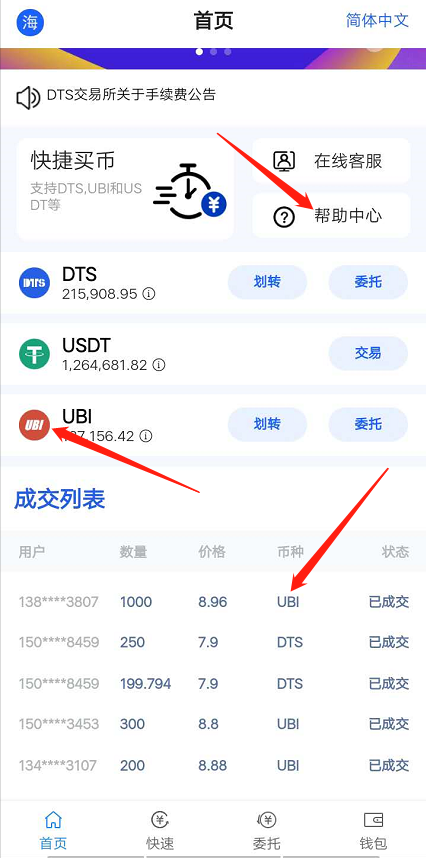 海
首页
简体中文
DTS交易所关于手续费公告
快捷买币
支持DTS,UBI和US
DT等
¥
在线客服
帮助中心
DTS
DTS
215,908.95
划转
委托
USDT
1,264,681.82
交易
UBI
UBI
157,156.42
划转
委托
成交列表
用户 数量 价格 币种 状态
138****3807 1000 8.96 UBI 已成交
150****8459 250 7.9 DTS 已成交
150****8459 199.794 7.9 DTS 已成交
150****3453 300 8.8 UBI 已成交
134****3107 200 8.88 UBI 已成交
首页 快速 委托 钱包